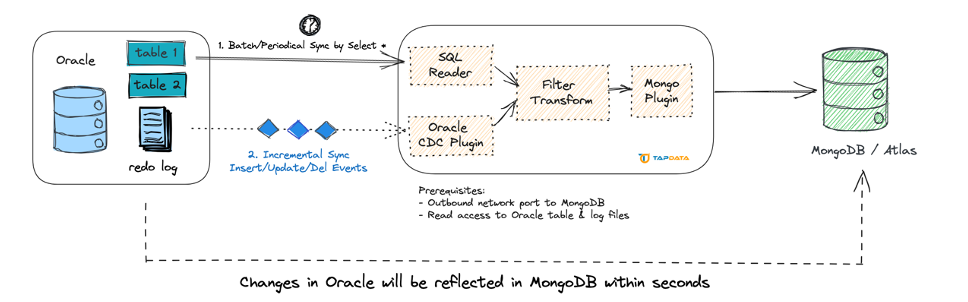 1. Batch/Periodical Sync by Select *
Oracle
table 1
table 2
redo log
2. Incremental Sync
Insert/Update/Del Events
SQL
Reader
Oracle
CDC Plugin
Filter
Transform
Mongo
Plugin
TAPDATA
MongoDB / Atlas
Prerequisites:
- Outbound network port to MongoDB
- Read access to Oracle table & log files
Changes in Oracle will be reflected in MongoDB within seconds